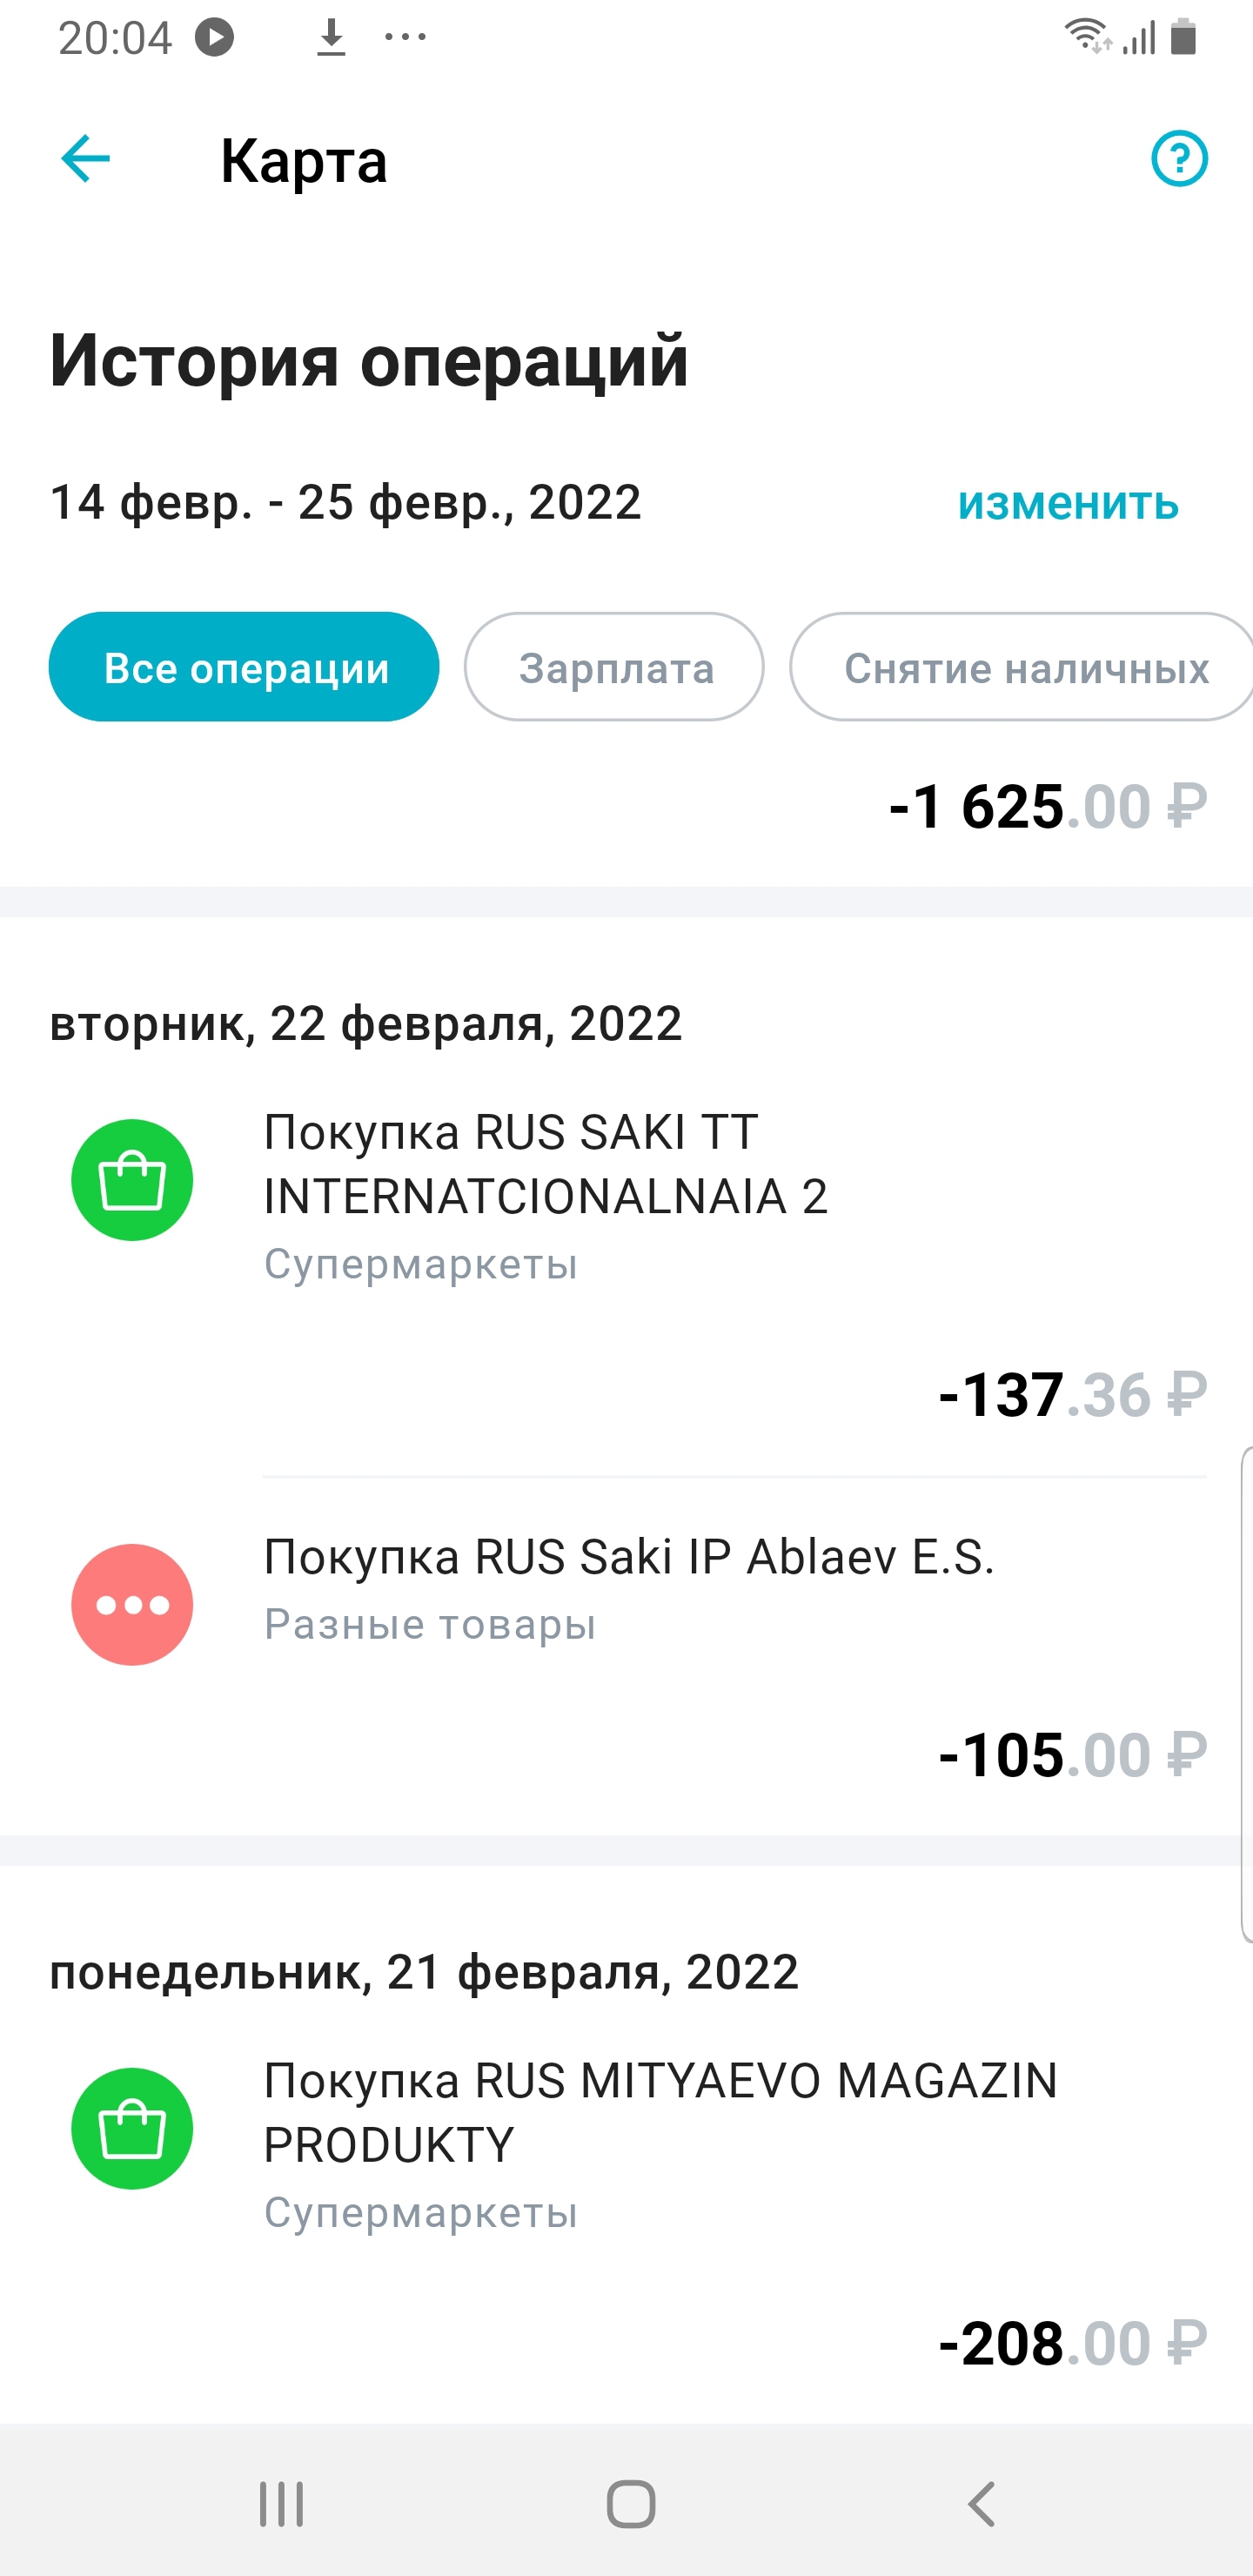 20:04
Карта
История операций
14 февр. - 25 февр., 2022 изменить
Все операции Зарплата Снятие наличных
-1 625.00 ₽
вторник, 22 февраля, 2022
Покупка RUS SAKI TT
INTERNATCIONALNAIA 2
Супермаркеты
-137.36 ₽
Покупка RUS Saki IP Ablaev E.S.
Разные товары
-105.00 ₽
понедельник, 21 февраля, 2022
Покупка RUS MITYAEVO MAGAZIN
PRODUKTY
Супермаркеты
-208.00 ₽